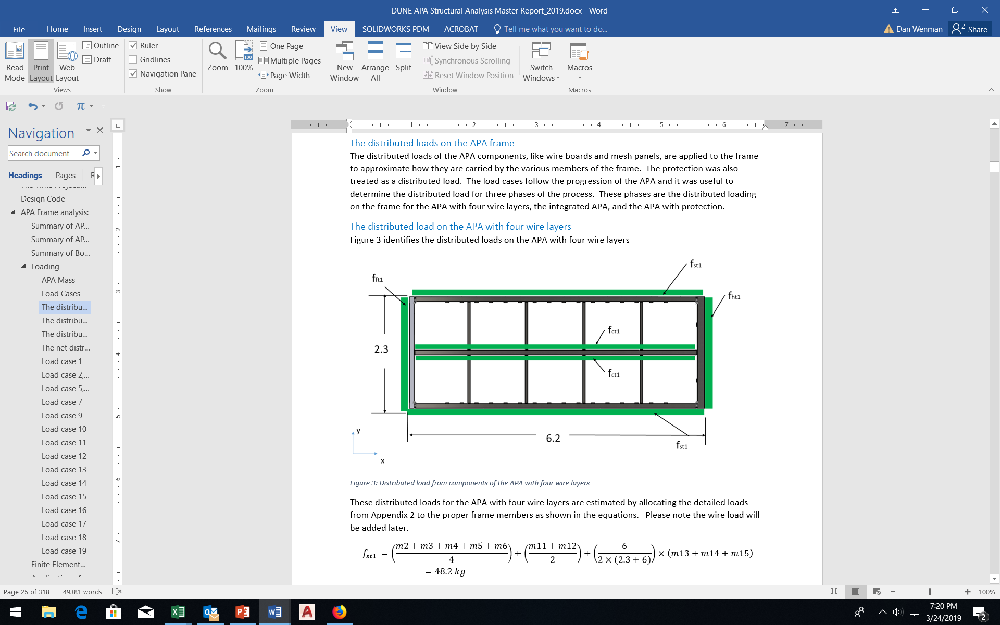 DUNE APA Structural Analysis Master Report_2019.docx - Word
File Home Insert Design Layout References Mailings Review View SOLIDWORKS PDM ACROBAT Tell me what you want to do... Dan Wenman 2 Share
Read Mode
Print Layout
Web Layout
Outline
Draft
Views
Ruler
Gridlines
Navigation Pane
Show
Zoom
100
100%
One Page
Multiple Pages
Page Width
Zoom
New Window
Arrange All
Split
View Side by Side
Synchronous Scrolling
Reset Window Position
Window
Switch Windows
Macros
Macros
π
Navigation
Search document
Headings Pages R
Design Code
APA Frame analysis:
Summary of AP...
Summary of AP...
Summary of Bo...
Loading
APA Mass
Load Cases
The distribu...
The distribu...
The distribu...
The net distr...
Load case 1
Load case 2,...
Load case 5,...
Load case 7
Load case 9
Load case 10
Load case 11
Load case 12
Load case 13
Load case 14
Load case 15
Load case 16
Load case 17
Load case 18
Load case 19
Finite Element...
L
1 2 3 4 5 6 7
1
2
3
4
5
6
7
The distributed loads on the APA frame
The distributed loads of the APA components, like wire boards and mesh panels, are applied to the frame
to approximate how they are carried by the various members of the frame. The protection was also
treated as a distributed load. The load cases follow the progression of the APA and it was useful to
determine the distributed load for three phases of the process. These phases are the distributed loading
on the frame for the APA with four wire layers, the integrated APA, and the APA with protection.
The distributed load on the APA with four wire layers
Figure 3 identifies the distributed loads on the APA with four wire layers
fst1
fft1
fht1
fct1
2.3
fct1
y
6.2
fst1
x
Figure 3: Distributed load from components of the APA with four wire layers
These distributed loads for the APA with four wire layers are estimated by allocating the detailed loads
from Appendix 2 to the proper frame members as shown in the equations. Please note the wire load will
be added later.
f_st1 = ((m2 + m3 + m4 + m5 + m6)/4) + ((m11 + m12)/2) + (6/(2 × (2.3 + 6))) × (m13 + m14 + m15)
= 48.2 kg
Page 25 of 318 49381 words 100%
7:20 PM
3/24/2019
2